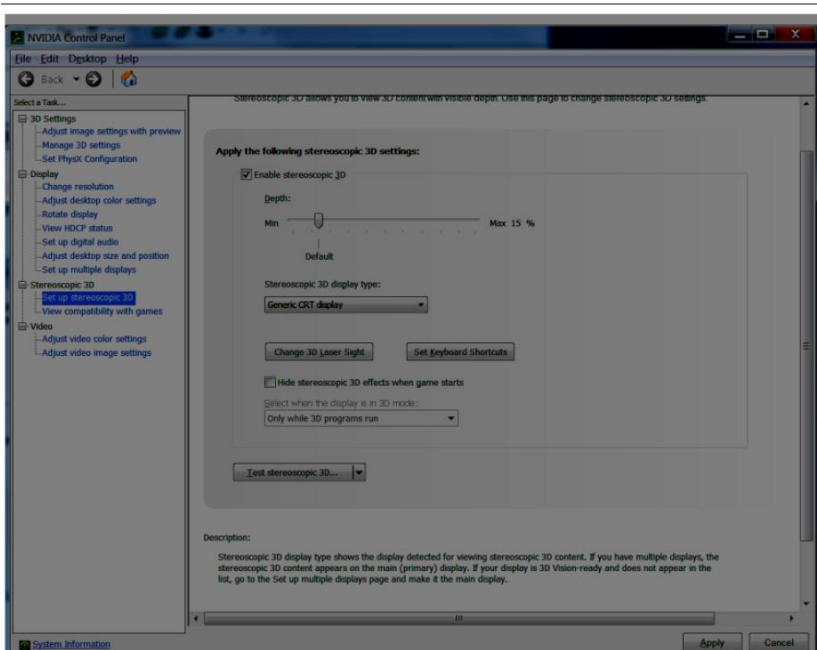 NVIDIA Control Panel
File Edit Desktop Help
Back
Select a Task...
3D Settings
Adjust image settings with preview
Manage 3D settings
Set PhysX Configuration
Display
Change resolution
Adjust desktop color settings
Rotate display
View HDCP status
Set up digital audio
Adjust desktop size and position
Set up multiple displays
Stereoscopic 3D
Set up stereoscopic 3D
View compatibility with games
Video
Adjust video color settings
Adjust video image settings
System Information
Stereoscopic 3D allows you to view 3D content with visible depth. Use this page to change stereoscopic 3D settings.
Apply the following stereoscopic 3D settings:
Enable stereoscopic 3D
Depth:
Min Max 15 %
Default
Stereoscopic 3D display type:
Generic CRT display
Change 3D Laser Sight Set Keyboard Shortcuts
Hide stereoscopic 3D effects when game starts
Select when the display is in 3D mode:
Only while 3D programs run
Test stereoscopic 3D...
Description:
Stereoscopic 3D display type shows the display detected for viewing stereoscopic 3D content. If you have multiple displays, the
stereoscopic 3D content appears on the main (primary) display. If your display is 3D Vision-ready and does not appear in the
list, go to the Set up multiple displays page and make it the main display.
Apply Cancel